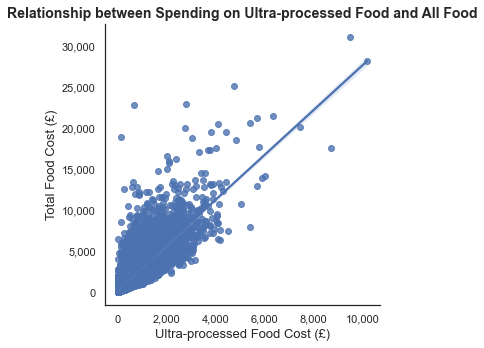 Relationship between Spending on Ultra-processed Food and All Food
Total Food Cost (£)
30,000
25,000
20,000
15,000
10,000
5,000
0
0 2,000 4,000 6,000 8,000 10,000
Ultra-processed Food Cost (£)